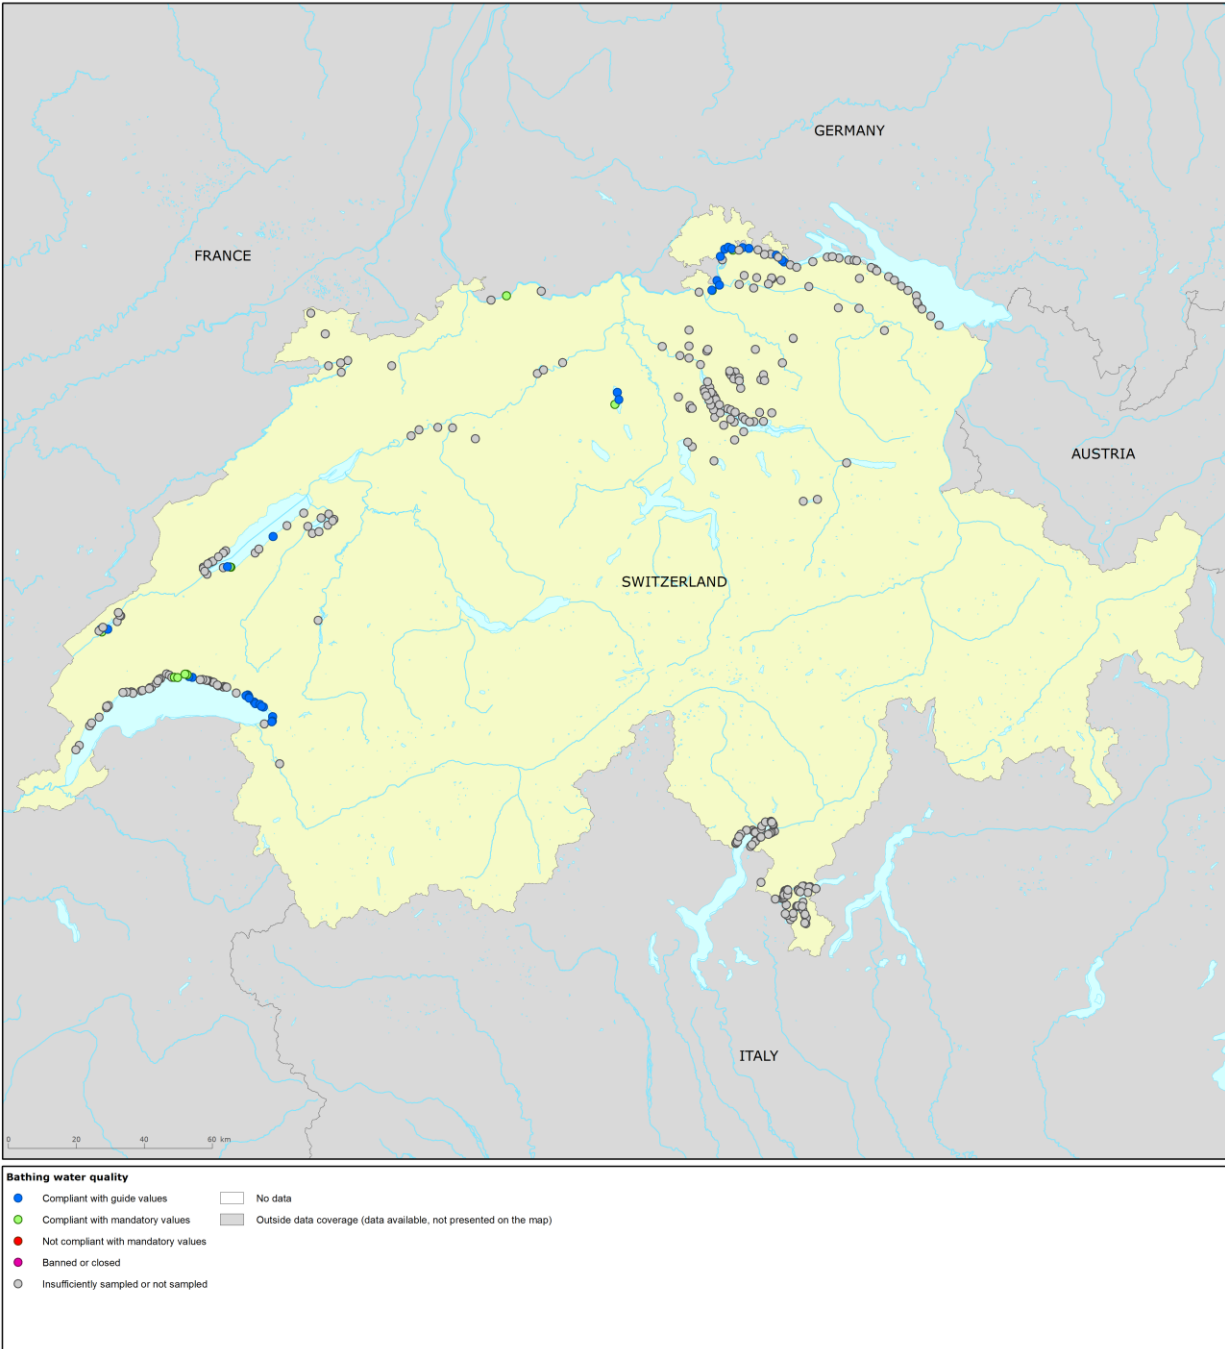 GERMANY
FRANCE
AUSTRIA
SWITZERLAND
ITALY
0 20 40 60 km
Bathing water quality
Compliant with guide values
No data
Compliant with mandatory values
Outside data coverage (data available, not presented on the map)
Not compliant with mandatory values
Banned or closed
Insufficiently sampled or not sampled